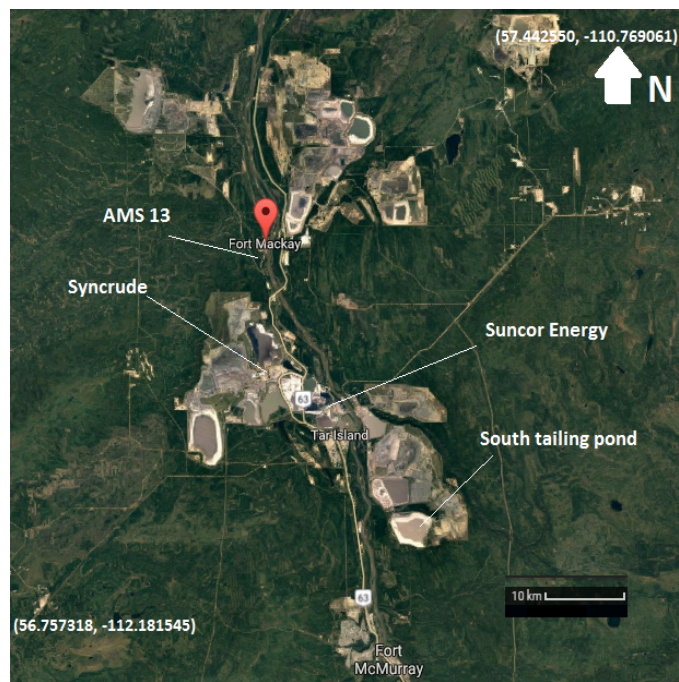 (57.442550, -110.769061)
N
AMS 13
Fort Mackay
Syncrude
Suncor Energy
63
Tar Island
South tailing pond
10 km
63
(56.757318, -112.181545)
Fort
McMurray